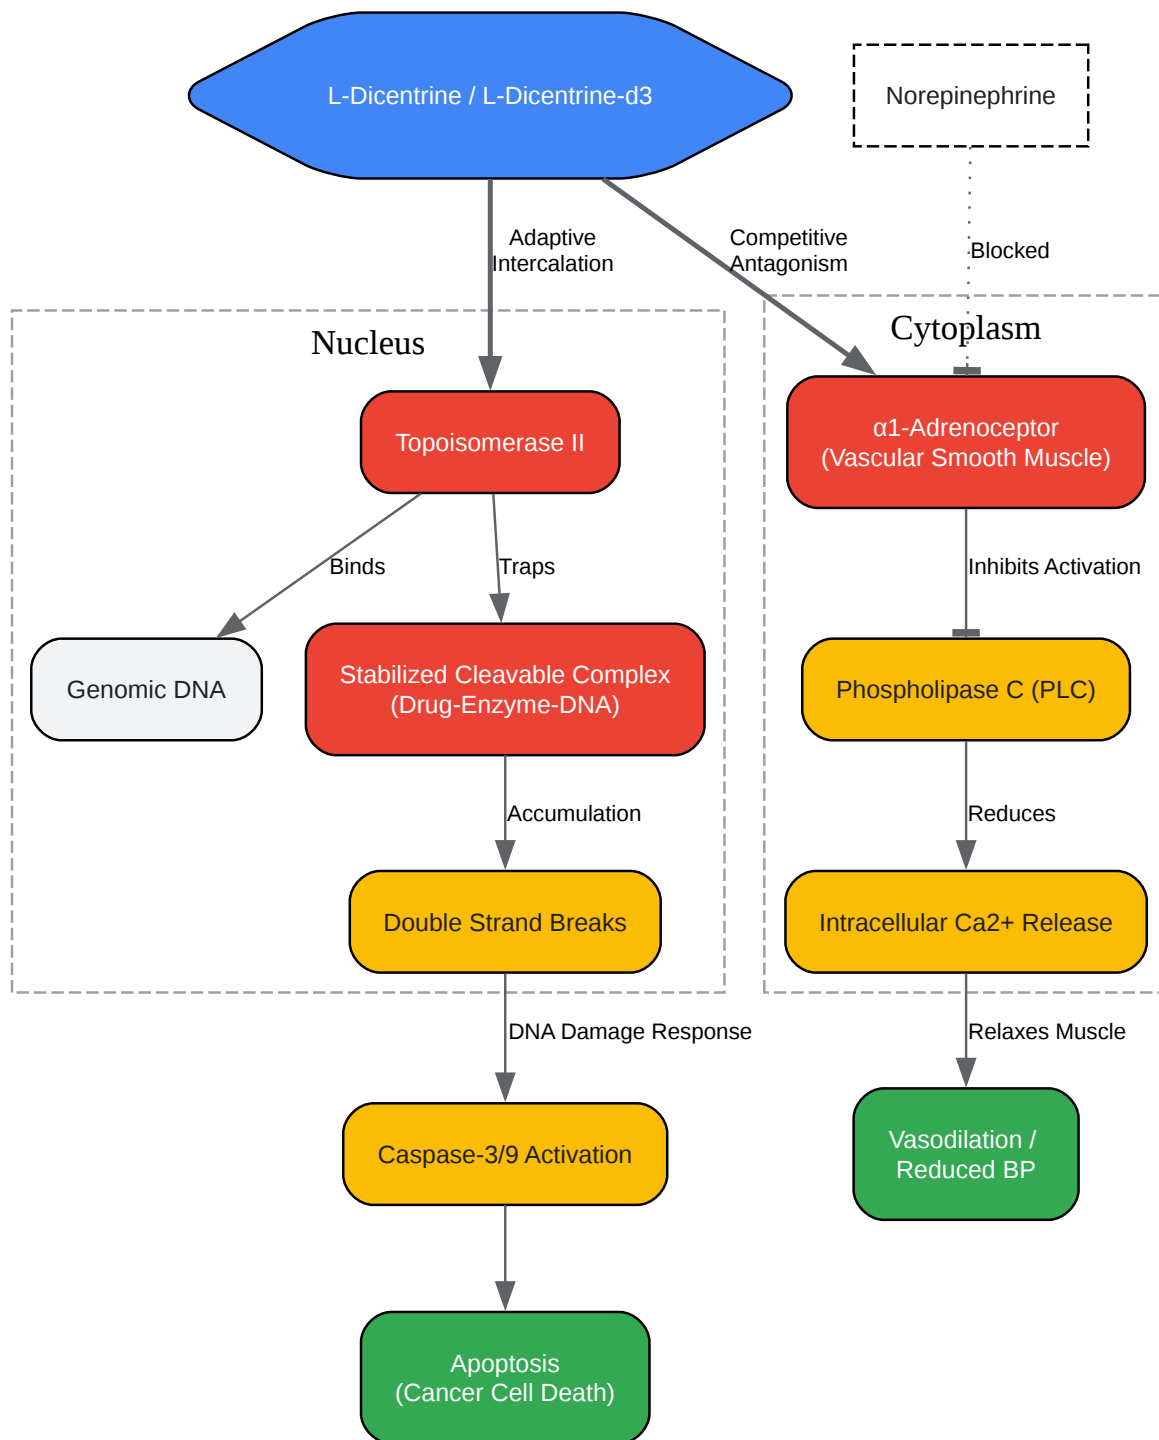 L-Dicentrine / L-Dicentrine-d3
Norepinephrine
Adaptive
Intercalation
Competitive
Antagonism
Blocked
Nucleus
Cytoplasm
Topoisomerase II
α1-Adrenoceptor
(Vascular Smooth Muscle)
Binds
Traps
Inhibits Activation
Genomic DNA
Stabilized Cleavable Complex
(Drug-Enzyme-DNA)
Phospholipase C (PLC)
Accumulation
Reduces
Double Strand Breaks
Intracellular Ca2+ Release
DNA Damage Response
Relaxes Muscle
Caspase-3/9 Activation
Vasodilation /
Reduced BP
Apoptosis
(Cancer Cell Death)